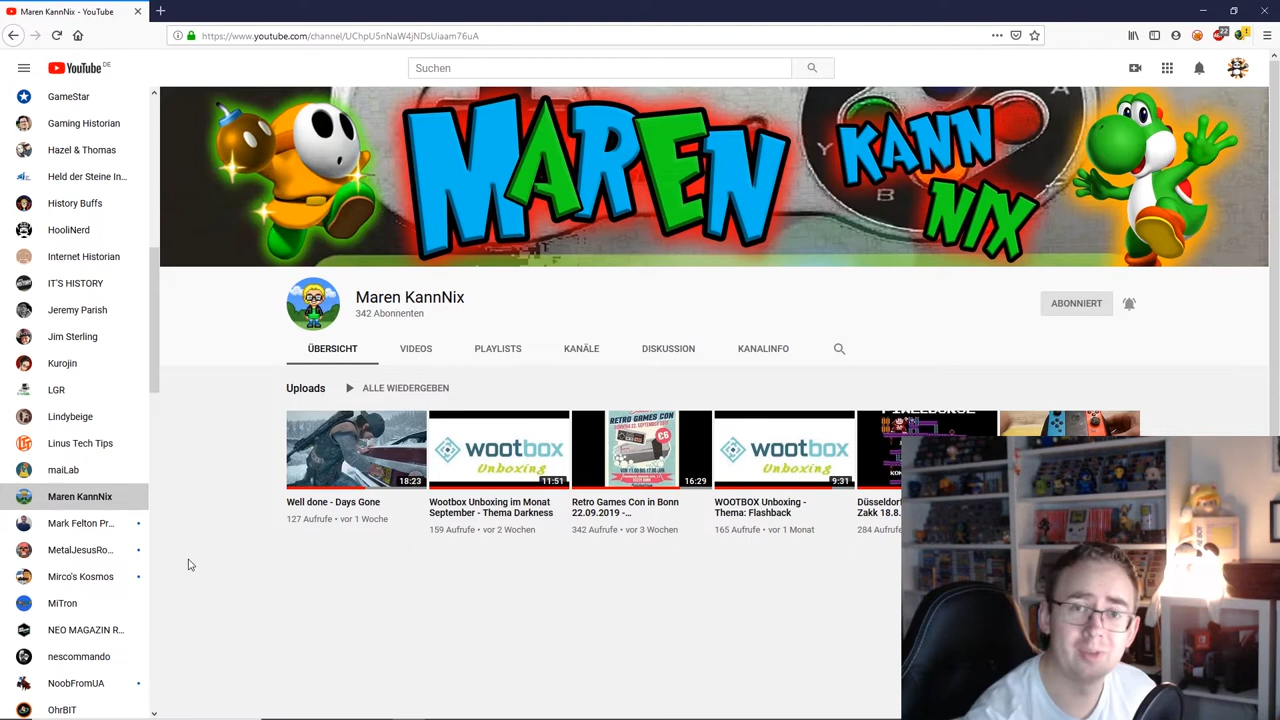 Maren KannNix - YouTube
https://www.youtube.com/channel/UChpU5nNaW4jNDsUiaam76uA
22
YouTube DE
Suchen
GameStar
Gaming Historian
Hazel & Thomas
Held der Steine In...
History Buffs
HooliNerd
Internet Historian
IT'S HISTORY
Jeremy Parish
Jim Sterling
Kurojin
LGR
Lindybeige
Linus Tech Tips
maiLab
Maren KannNix
Mark Felton Pr...
MetalJesusRo...
Mirco's Kosmos
MiTron
NEO MAGAZIN R...
nescommando
NoobFromUA
OhrBIT
MAREN KANN NIX
Y
A
B
Maren KannNix
342 Abonnenten
ABONNIERT
ÜBERSICHT VIDEOS PLAYLISTS KANÄLE DISKUSSION KANALINFO
Uploads ALLE WIEDERGEBEN
18:23
wootbox
Unboxing
11:51
RETRO GAMES CON
€6
16:29
wootbox
Unboxing
9:31
Well done - Days Gone
127 Aufrufe • vor 1 Woche
Wootbox Unboxing im Monat
September - Thema Darkness
159 Aufrufe • vor 2 Wochen
Retro Games Con in Bonn
22.09.2019 -...
342 Aufrufe • vor 3 Wochen
WOOTBOX Unboxing -
Thema: Flashback
165 Aufrufe • vor 1 Monat
Düsseldorf
Zakk 18.8.
284 Aufrufe